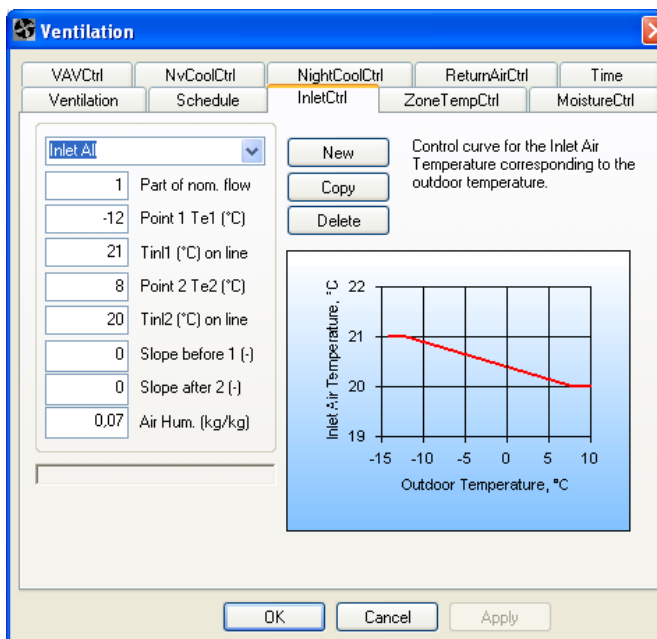 Ventilation
VAVCtrl NvCoolCtrl NightCoolCtrl ReturnAirCtrl Time
Ventilation Schedule InletCtrl ZoneTempCtrl MoistureCtrl
Inlet All
1 Part of nom. flow
-12 Point 1 Te1 (°C)
21 Tinl1 (°C) on line
8 Point 2 Te2 (°C)
20 Tinl2 (°C) on line
0 Slope before 1 (-)
0 Slope after 2 (-)
0,07 Air Hum. (kg/kg)
New
Copy
Delete
Control curve for the Inlet Air
Temperature corresponding to the
outdoor temperature.
Inlet Air Temperature, °C
22
21
20
19
-15 -10 -5 0 5 10
Outdoor Temperature, °C
OK Cancel Apply